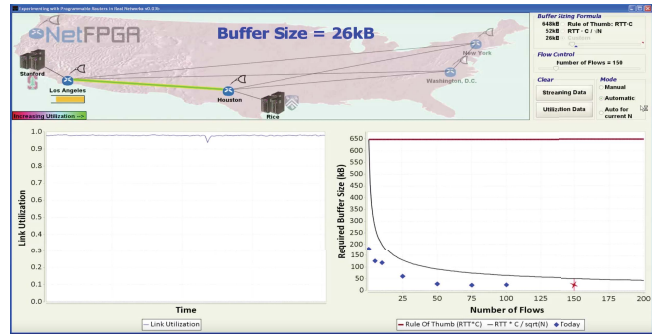 Experimenting with Programmable Routers in Real Networks v0.03b
NetFPGA
Buffer Size = 26kB
New York
Washington, D.C.
Stanford
Los Angeles
Houston
Rice
Increasing Utilization -->
Buffer Sizing Formula
648kB Rule of Thumb: RTT·C
52kB RTT · C / √N
26kB Custom
Flow Control
Number of Flows = 150
Clear
Mode
Streaming Data
Utilization Data
Manual
Automatic
Auto for
current N
Link Utilization
1.0
0.9
0.8
0.7
0.6
0.5
0.4
0.3
0.2
0.1
0.0
Time
Link Utilization
Required Buffer Size (kB)
650
600
550
500
450
400
350
300
250
200
150
100
50
0
25 50 75 100 125 150 175 200
Number of Flows
Rule Of Thumb (RTT*C) RTT * C / sqrt(N) Today